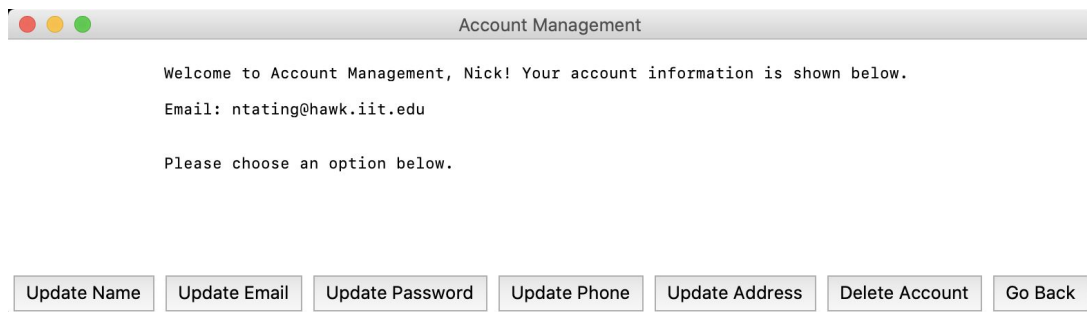 Account Management
Welcome to Account Management, Nick! Your account information is shown below.
Email: ntating@hawk.iit.edu
Please choose an option below.
Update Name Update Email Update Password Update Phone Update Address Delete Account Go Back